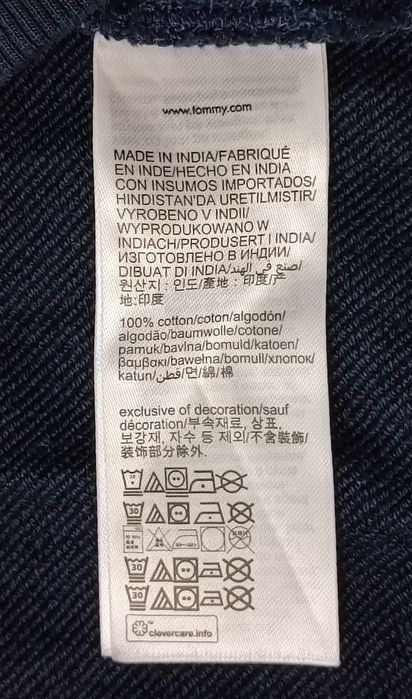 www.tommy.com
MADE IN INDIA/FABRIQUÉ
EN INDE/HECHO EN INDIA
CON INSUMOS IMPORTADOS/
HINDISTAN'DA URETILMISTIR/
VYROBENO V INDII/
WYPRODUKOWANO W
INDIACH/PRODUSERT I INDIA/
ИЗГОТОВЛЕНО В ИНДИИ/
DIBUAT DI INDIA/صنع في الهند/
원산지 : 인도/產地 : 印度/产
地:印度
100% cotton/coton/algodón/
algodão/baumwolle/cotone/
pamuk/bavlna/bomuld/katoen/
βαμβακι/bawełna/bomull/хлопок/
katun/قطن/면/綿/棉
exclusive of decoration/sauf
décoration/부속재료, 상표,
보강재, 자수 등 제외/不含裝飾/
装饰部分除外.
30
30
30
clevercare.info